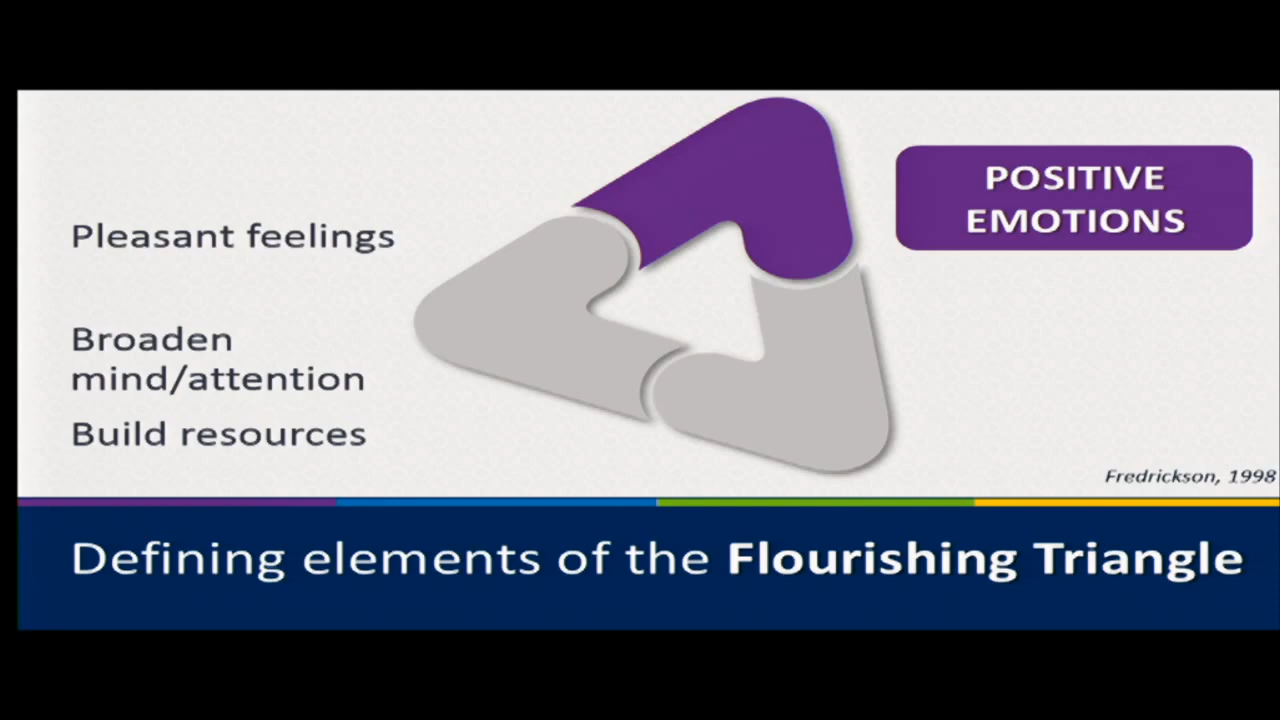 Pleasant feelings
Broaden
mind/attention
Build resources
POSITIVE
EMOTIONS
Fredrickson, 1998
Defining elements of the Flourishing Triangle